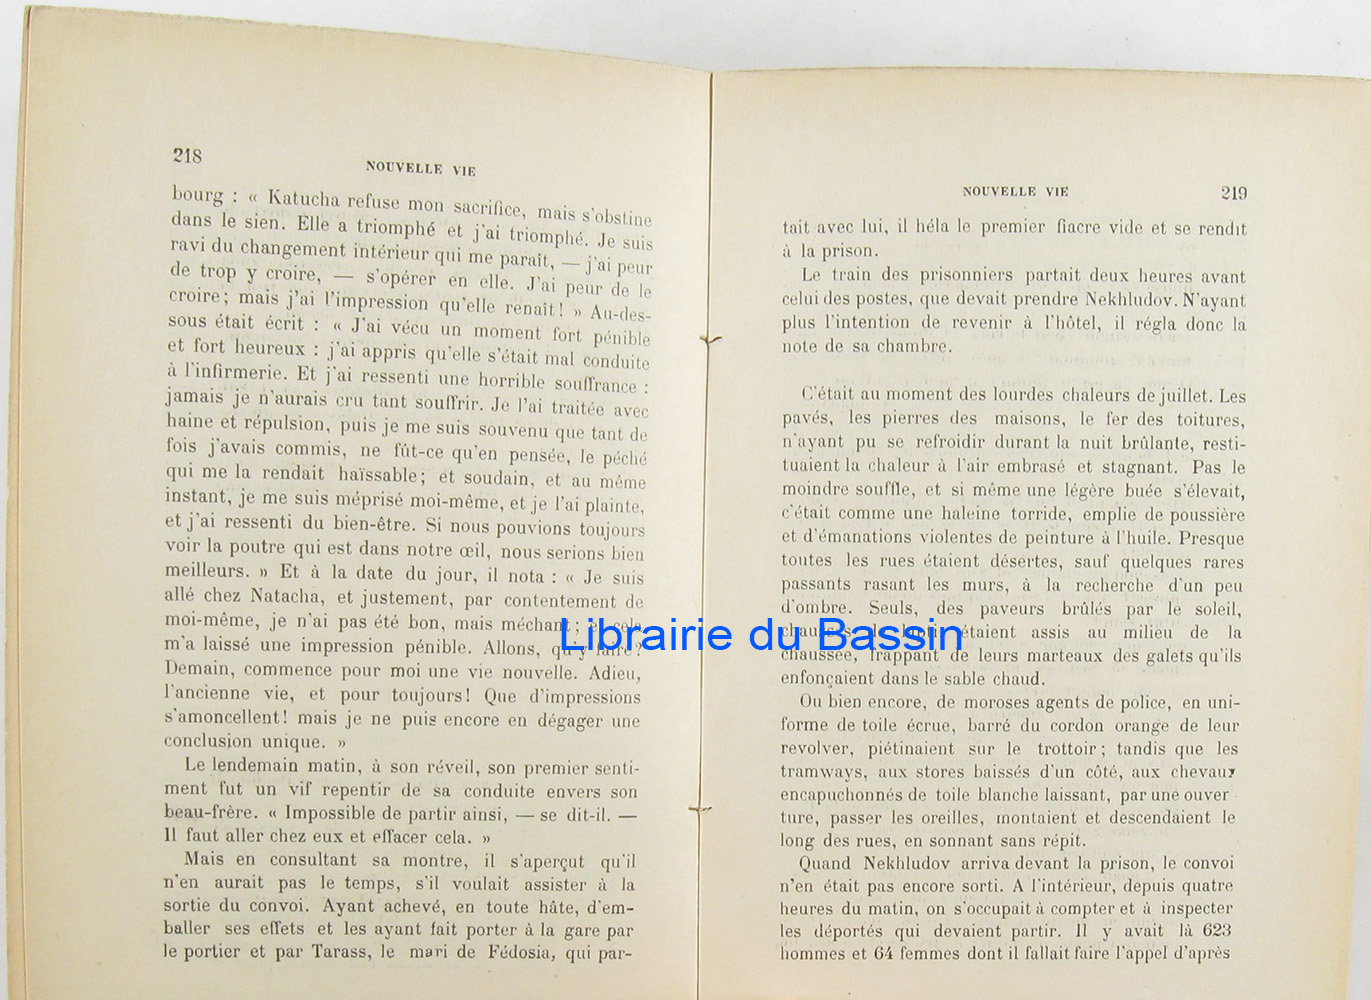 218
NOUVELLE VIE
bourg : « Katucha refuse mon sacrifice, mais s'obstine
dans le sien. Elle a triomphé et j'ai triomphé. Je suis
ravi du changement intérieur qui me paraît, — j'ai peur
de trop y croire, — s'opérer en elle. J'ai peur de le
croire; mais j'ai l'impression qu'elle renaît! » Au-des-
sous était écrit : « J'ai vécu un moment fort pénible
et fort heureux : j'ai appris qu'elle s'était mal conduite
à l'infirmerie. Et j'ai ressenti une horrible souffrance :
jamais je n'aurais cru tant souffrir. Je l'ai traitée avec
haine et répulsion, puis je me suis souvenu que tant de
fois j'avais commis, ne fût-ce qu'en pensée, le péché
qui me la rendait haïssable; et soudain, et au même
instant, je me suis méprisé moi-même, et je l'ai plainte,
et j'ai ressenti du bien-être. Si nous pouvions toujours
voir la poutre qui est dans notre œil, nous serions bien
meilleurs. » Et à la date du jour, il nota : « Je suis
allé chez Natacha, et justement, par contentement de
moi-même, je n'ai pas été bon, mais méchant; et cela
m'a laissé une impression pénible. Allons, qu'y faire?
Demain, commence pour moi une vie nouvelle. Adieu,
l'ancienne vie, et pour toujours! Que d'impressions
s'amoncellent! mais je ne puis encore en dégager une
conclusion unique. »
Le lendemain matin, à son réveil, son premier senti-
ment fut un vif repentir de sa conduite envers son
beau-frère. « Impossible de partir ainsi, — se dit-il. —
Il faut aller chez eux et effacer cela. »
Mais en consultant sa montre, il s'aperçut qu'il
n'en aurait pas le temps, s'il voulait assister à la
sortie du convoi. Ayant achevé, en toute hâte, d'em-
baller ses effets et les ayant fait porter à la gare par
le portier et par Tarass, le mari de Fédosia, qui par-
NOUVELLE VIE
219
tait avec lui, il héla le premier fiacre vide et se rendit
à la prison.
Le train des prisonniers partait deux heures avant
celui des postes, que devait prendre Nekhludov. N'ayant
plus l'intention de revenir à l'hôtel, il régla donc la
note de sa chambre.
C'était au moment des lourdes chaleurs de juillet. Les
pavés, les pierres des maisons, le fer des toitures,
n'ayant pu se refroidir durant la nuit brûlante, resti-
tuaient la chaleur à l'air embrasé et stagnant. Pas le
moindre souffle, et si même une légère buée s'élevait,
c'était comme une haleine torride, emplie de poussière
et d'émanations violentes de peinture à l'huile. Presque
toutes les rues étaient désertes, sauf quelques rares
passants rasant les murs, à la recherche d'un peu
d'ombre. Seuls, des paveurs brûlés par le soleil,
étaient assis au milieu de la
chaussée, frappant de leurs marteaux des galets qu'ils
enfonçaient dans le sable chaud.
Ou bien encore, de moroses agents de police, en uni-
forme de toile écrue, barré du cordon orange de leur
revolver, piétinaient sur le trottoir; tandis que les
tramways, aux stores baissés d'un côté, aux chevaux
encapuchonnés de toile blanche laissant, par une ouver
ture, passer les oreilles, montaient et descendaient le
long des rues, en sonnant sans répit.
Quand Nekhludov arriva devant la prison, le convoi
n'en était pas encore sorti. A l'intérieur, depuis quatre
heures du matin, on s'occupait à compter et à inspecter
les déportés qui devaient partir. Il y avait là 623
hommes et 64 femmes dont il fallait faire l'appel d'après
Librairie du Bassin